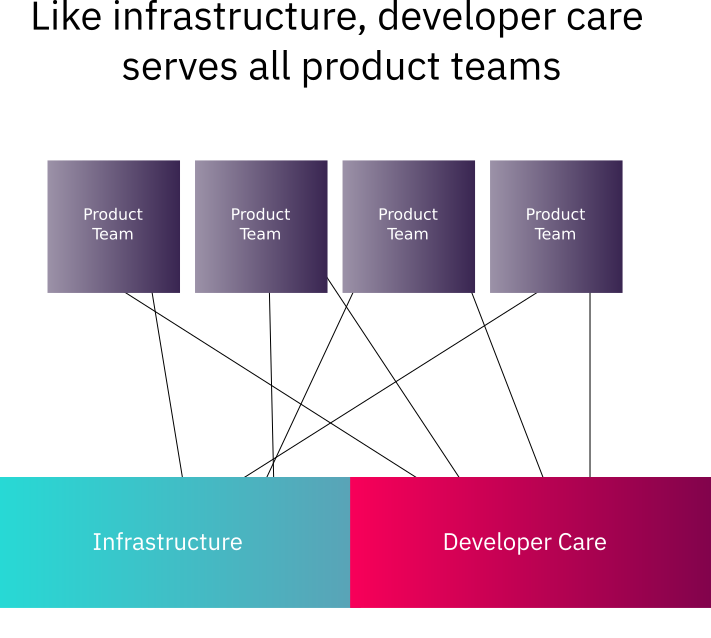 Like infrastructure, developer care
serves all product teams
Product
Team
Product
Team
Product
Team
Product
Team
Infrastructure
Developer Care